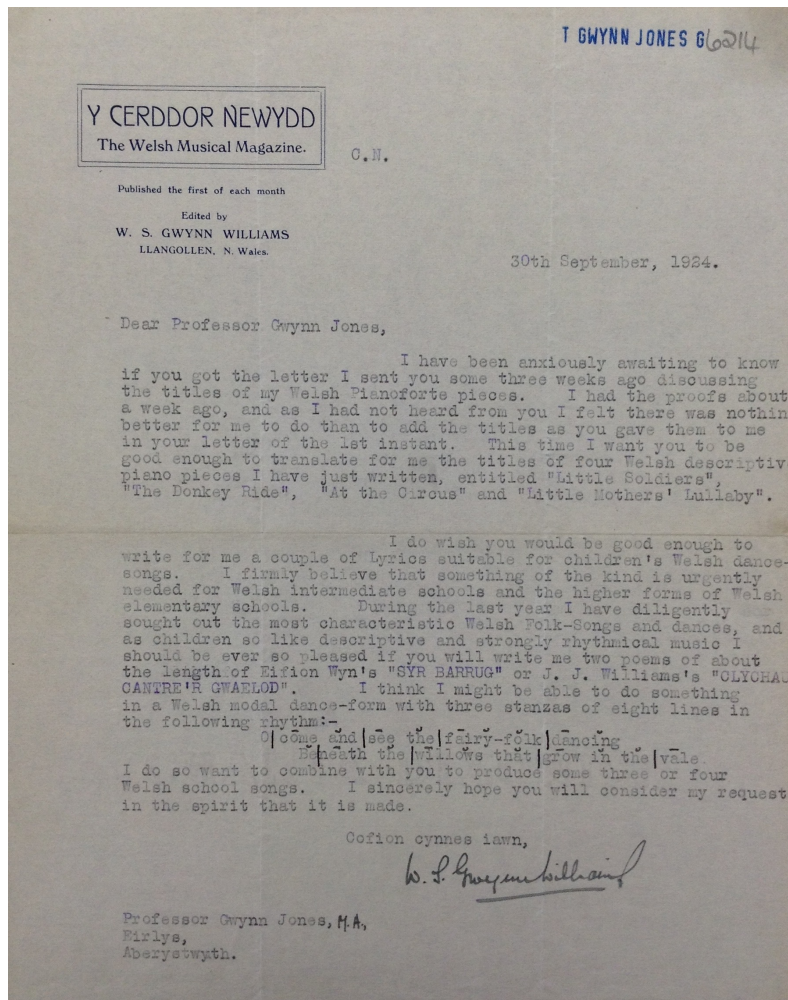 T GWYNN JONES G6214
Y CERDDOR NEWYDD
The Welsh Musical Magazine.
C.N.
Published the first of each month
Edited by
W. S. GWYNN WILLIAMS
LLANGOLLEN, N. Wales.
30th September, 1924.
Dear Professor Gwynn Jones,
I have been anxiously awaiting to know
if you got the letter I sent you some three weeks ago discussing
the titles of my Welsh Pianoforte pieces. I had the proofs about
a week ago, and as I had not heard from you I felt there was nothin
better for me to do than to add the titles as you gave them to me
in your letter of the 1st instant. This time I want you to be
good enough to translate for me the titles of four Welsh descriptiv
piano pieces I have just written, entitled "Little Soldiers",
"The Donkey Ride", "At the Circus" and "Little Mothers' Lullaby".
I do wish you would be good enough to
write for me a couple of Lyrics suitable for children's Welsh dance-
songs. I firmly believe that something of the kind is urgently
needed for Welsh intermediate schools and the higher forms of Welsh
elementary schools. During the last year I have diligently
sought out the most characteristic Welsh Folk-Songs and dances, and
as children so like descriptive and strongly rhythmical music I
should be ever so pleased if you will write me two poems of about
the length of Eifion Wyn's "SYR BARRUG" or J. J. Williams's "CLYCHAU
CANTRE'R GWAELOD". I think I might be able to do something
in a Welsh modal dance-form with three stanzas of eight lines in
the following rhythm:-
O|come and|see the|fairy-folk|dancing
Be|neath the|willows that|grow in the|vale.
I do so want to combine with you to produce some three or four
Welsh school songs. I sincerely hope you will consider my request
in the spirit that it is made.
Cofion cynnes iawn,
W. S. Gwynn Williams
Professor Gwynn Jones, M.A.,
Eirlys,
Aberystwyth.